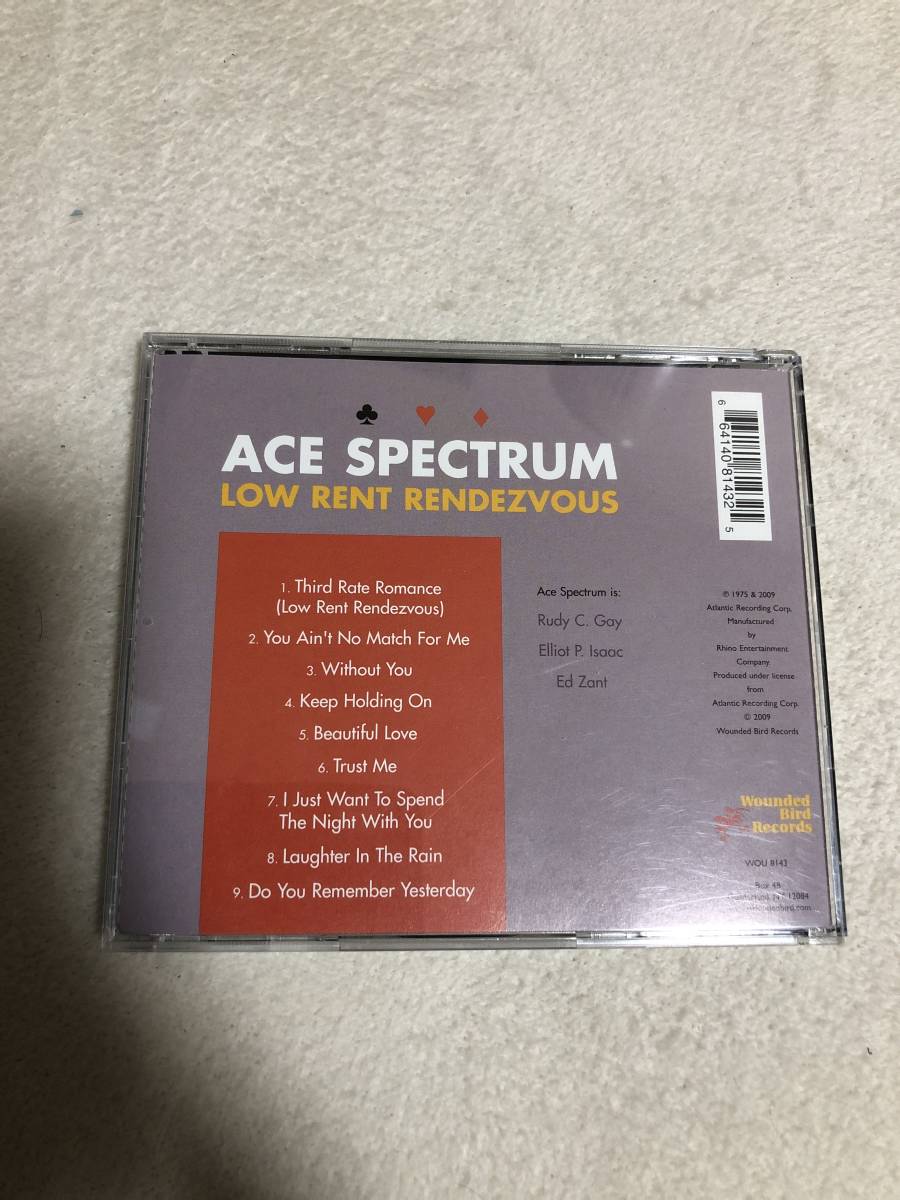 ACE SPECTRUM
LOW RENT RENDEZVOUS
1. Third Rate Romance
(Low Rent Rendezvous)
2. You Ain't No Match For Me
3. Without You
4. Keep Holding On
5. Beautiful Love
6. Trust Me
7. I Just Want To Spend
The Night With You
8. Laughter In The Rain
9. Do You Remember Yesterday
Ace Spectrum is:
Rudy C. Gay
Elliot P. Isaac
Ed Zant
6 64140 81432 5
© 1975 & 2009
Atlantic Recording Corp.
Manufactured
by
Rhino Entertainment
Company
Produced under license
from
Atlantic Recording Corp.
© 2009
Wounded Bird Records
Wounded
Bird
Records
WOU 8143
Box 48
12084